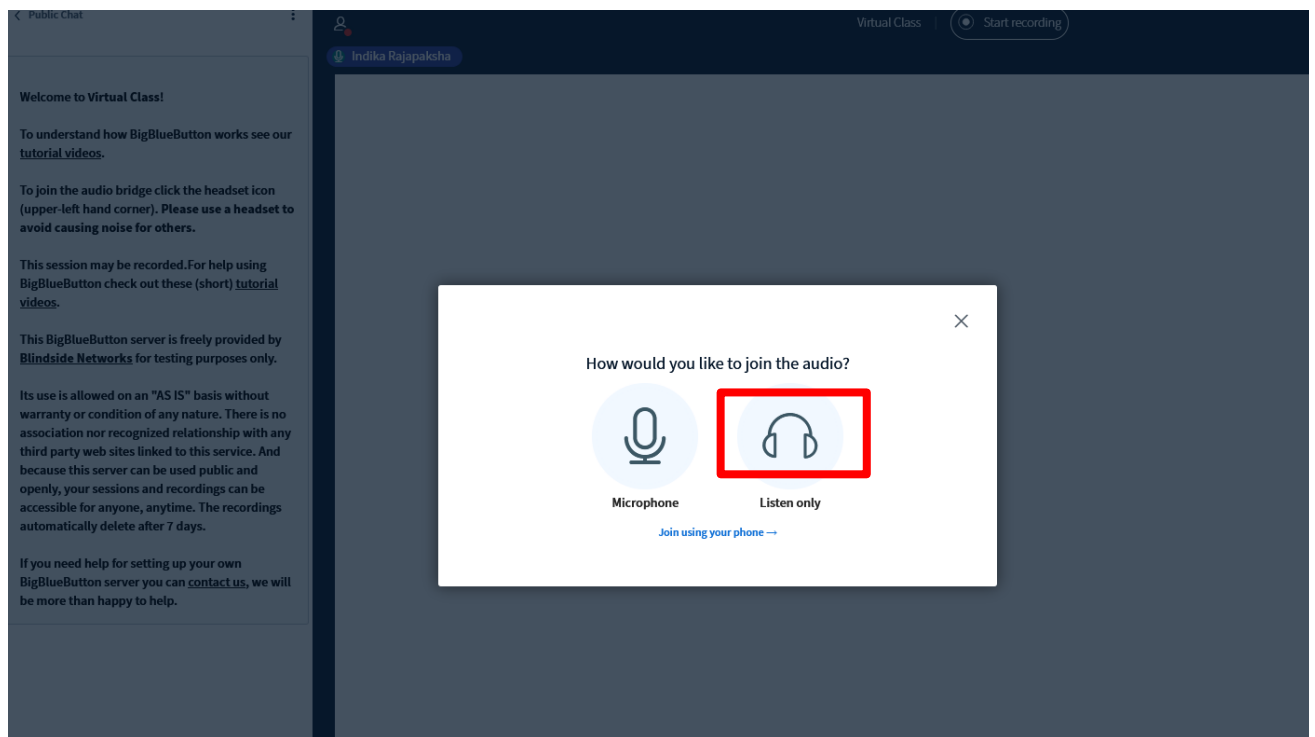 Public Chat
Welcome to Virtual Class!
To understand how BigBlueButton works see our
tutorial videos.
To join the audio bridge click the headset icon
(upper-left hand corner). Please use a headset to
avoid causing noise for others.
This session may be recorded.For help using
BigBlueButton check out these (short) tutorial
videos.
This BigBlueButton server is freely provided by
Blindside Networks for testing purposes only.
Its use is allowed on an "AS IS" basis without
warranty or condition of any nature. There is no
association nor recognized relationship with any
third party web sites linked to this service. And
because this server can be used public and
openly, your sessions and recordings can be
accessible for anyone, anytime. The recordings
automatically delete after 7 days.
If you need help for setting up your own
BigBlueButton server you can contact us, we will
be more than happy to help.
Virtual Class
Start recording
Indika Rajapaksha
How would you like to join the audio?
Microphone
Listen only
Join using your phone →